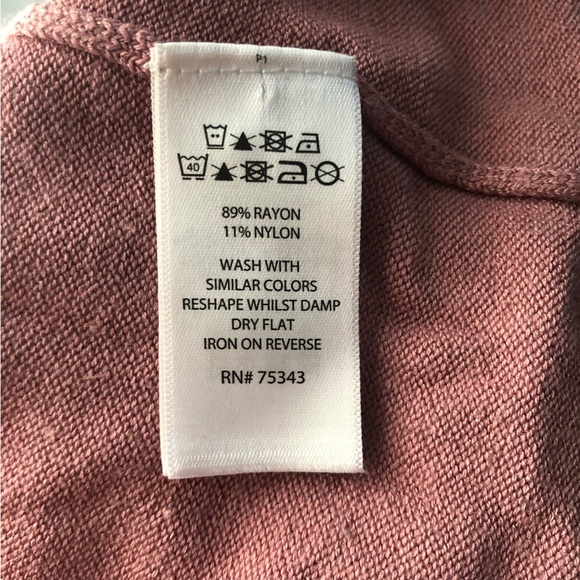 P1
40
89% RAYON
11% NYLON
WASH WITH
SIMILAR COLORS
RESHAPE WHILST DAMP
DRY FLAT
IRON ON REVERSE
RN# 75343